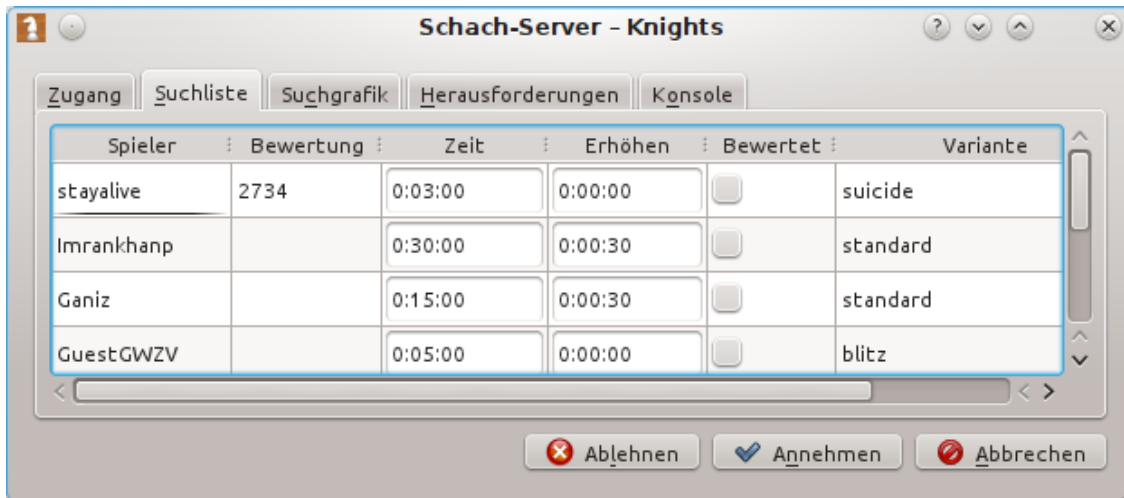 Schach-Server – Knights
Zugang Suchliste Suchgrafik Herausforderungen Konsole
Spieler Bewertung Zeit Erhöhen Bewertet Variante
stayalive 2734 0:03:00 0:00:00 suicide
Imrankhanp 0:30:00 0:00:30 standard
Ganiz 0:15:00 0:00:30 standard
GuestGWZV 0:05:00 0:00:00 blitz
Ablehnen Annehmen Abbrechen